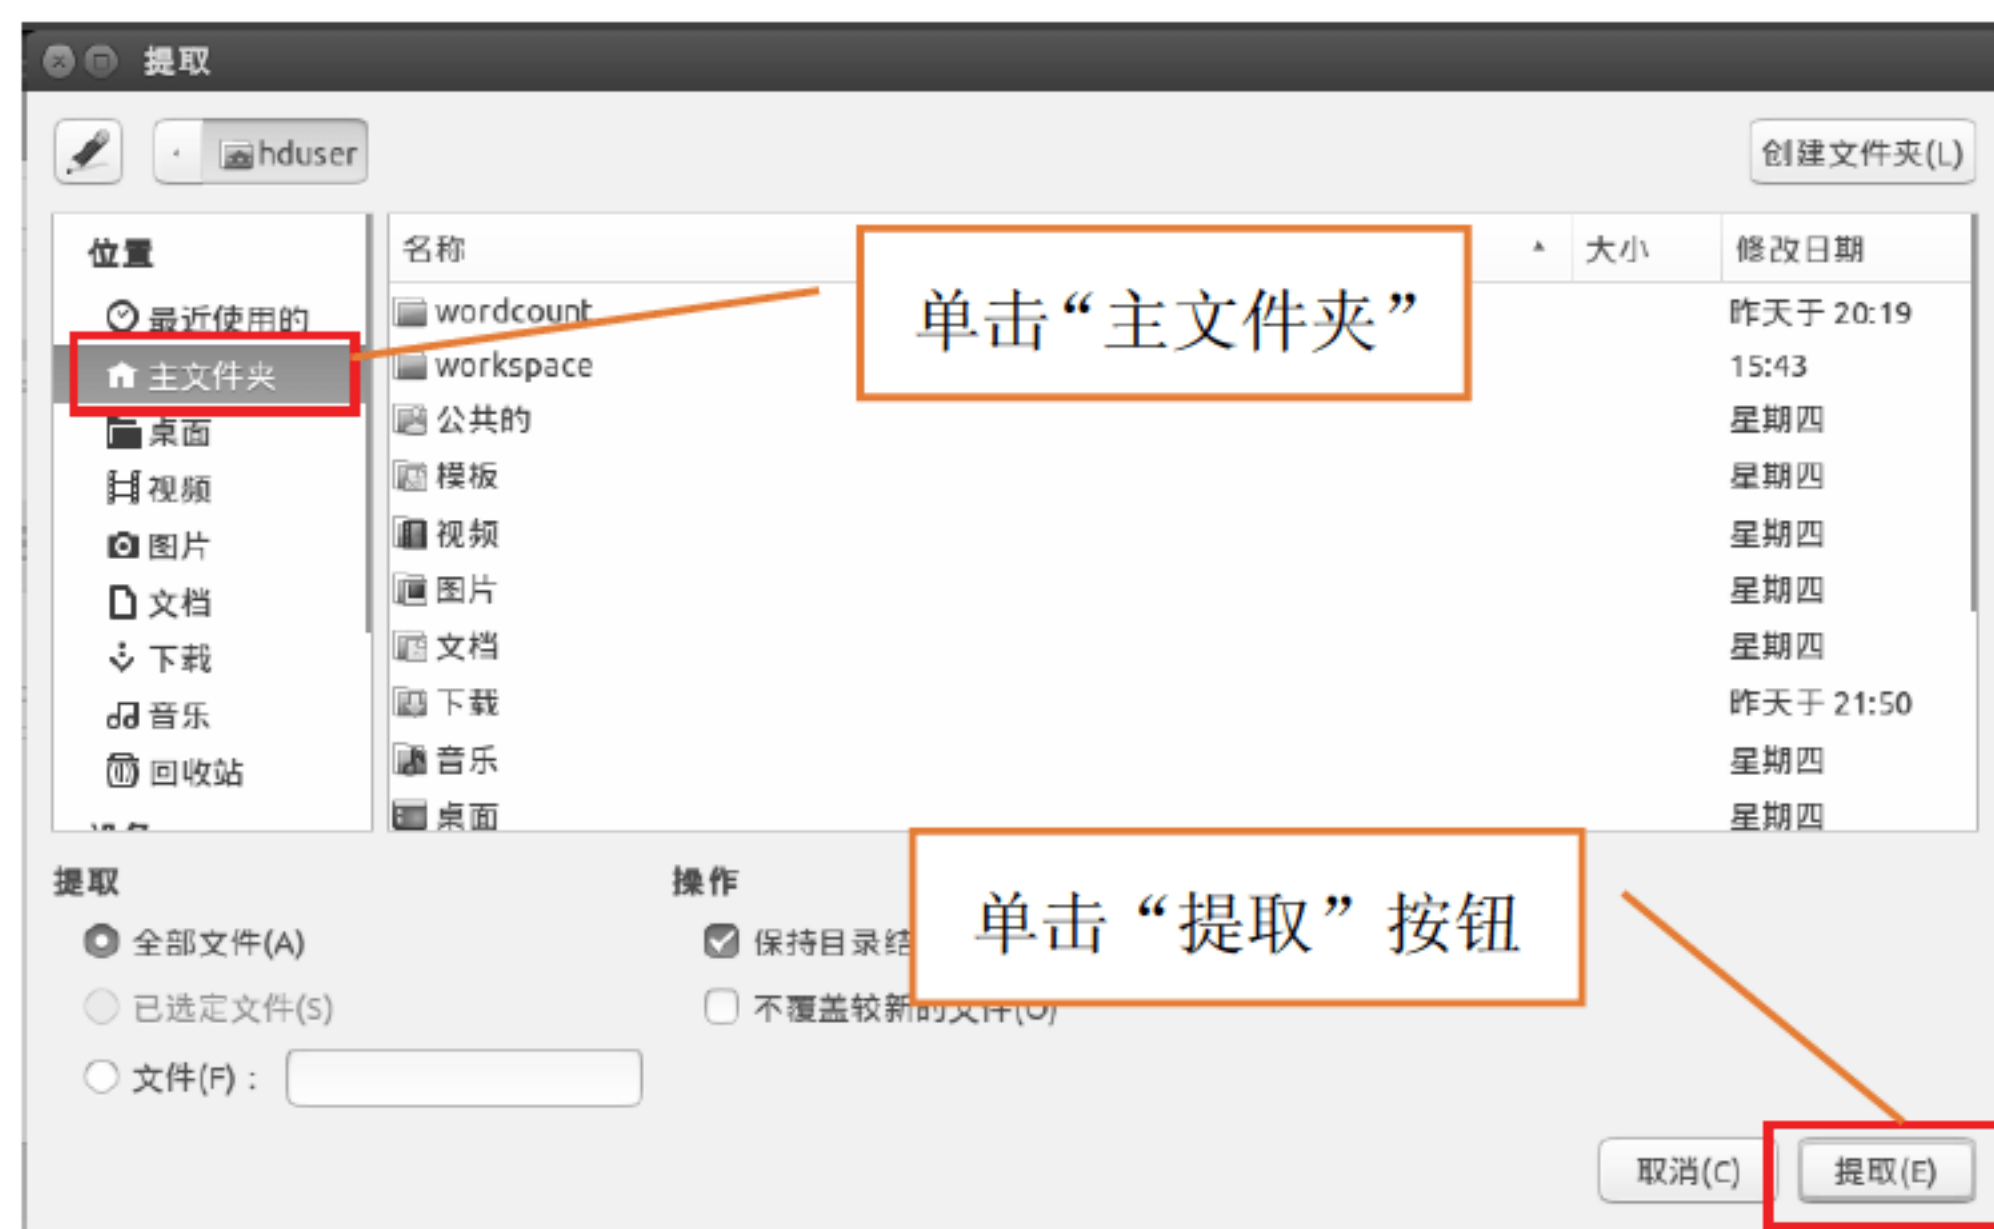 提取
hduser
创建文件夹(L)
位置
名称
大小
修改日期
最近使用的
主文件夹
桌面
视频
图片
文档
下载
音乐
回收站
wordcount
昨天于 20:19
workspace
15:43
公共的
星期四
模板
星期四
视频
星期四
图片
星期四
文档
星期四
下载
昨天于 21:50
音乐
星期四
桌面
星期四
单击“主文件夹”
提取
操作
全部文件(A)
保持目录结
已选定文件(S)
不覆盖较新的文件(O)
文件(F)：
单击“提取”按钮
取消(C)
提取(E)